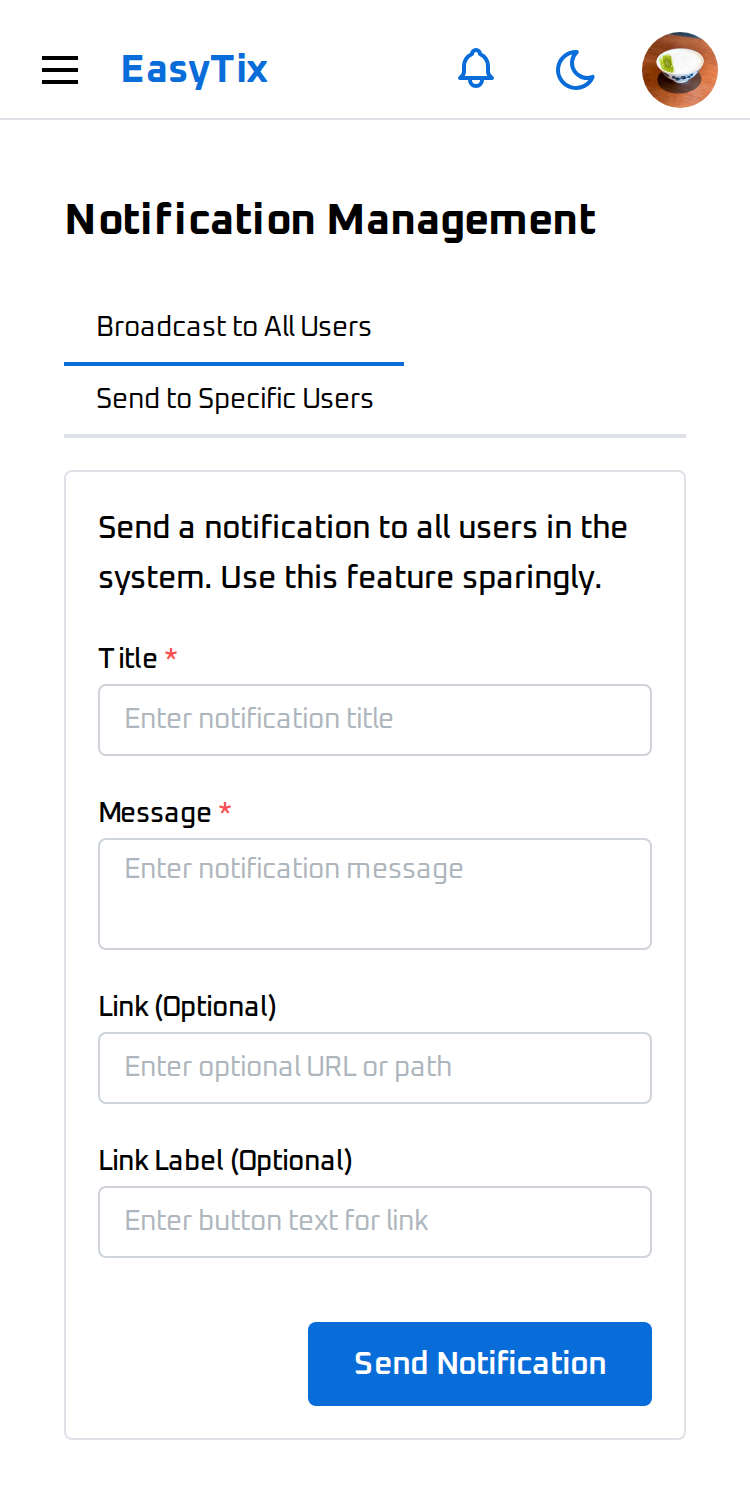 EasyTix
Notification Management
Broadcast to All Users
Send to Specific Users
Send a notification to all users in the
system. Use this feature sparingly.
Title *
Enter notification title
Message *
Enter notification message
Link (Optional)
Enter optional URL or path
Link Label (Optional)
Enter button text for link
Send Notification